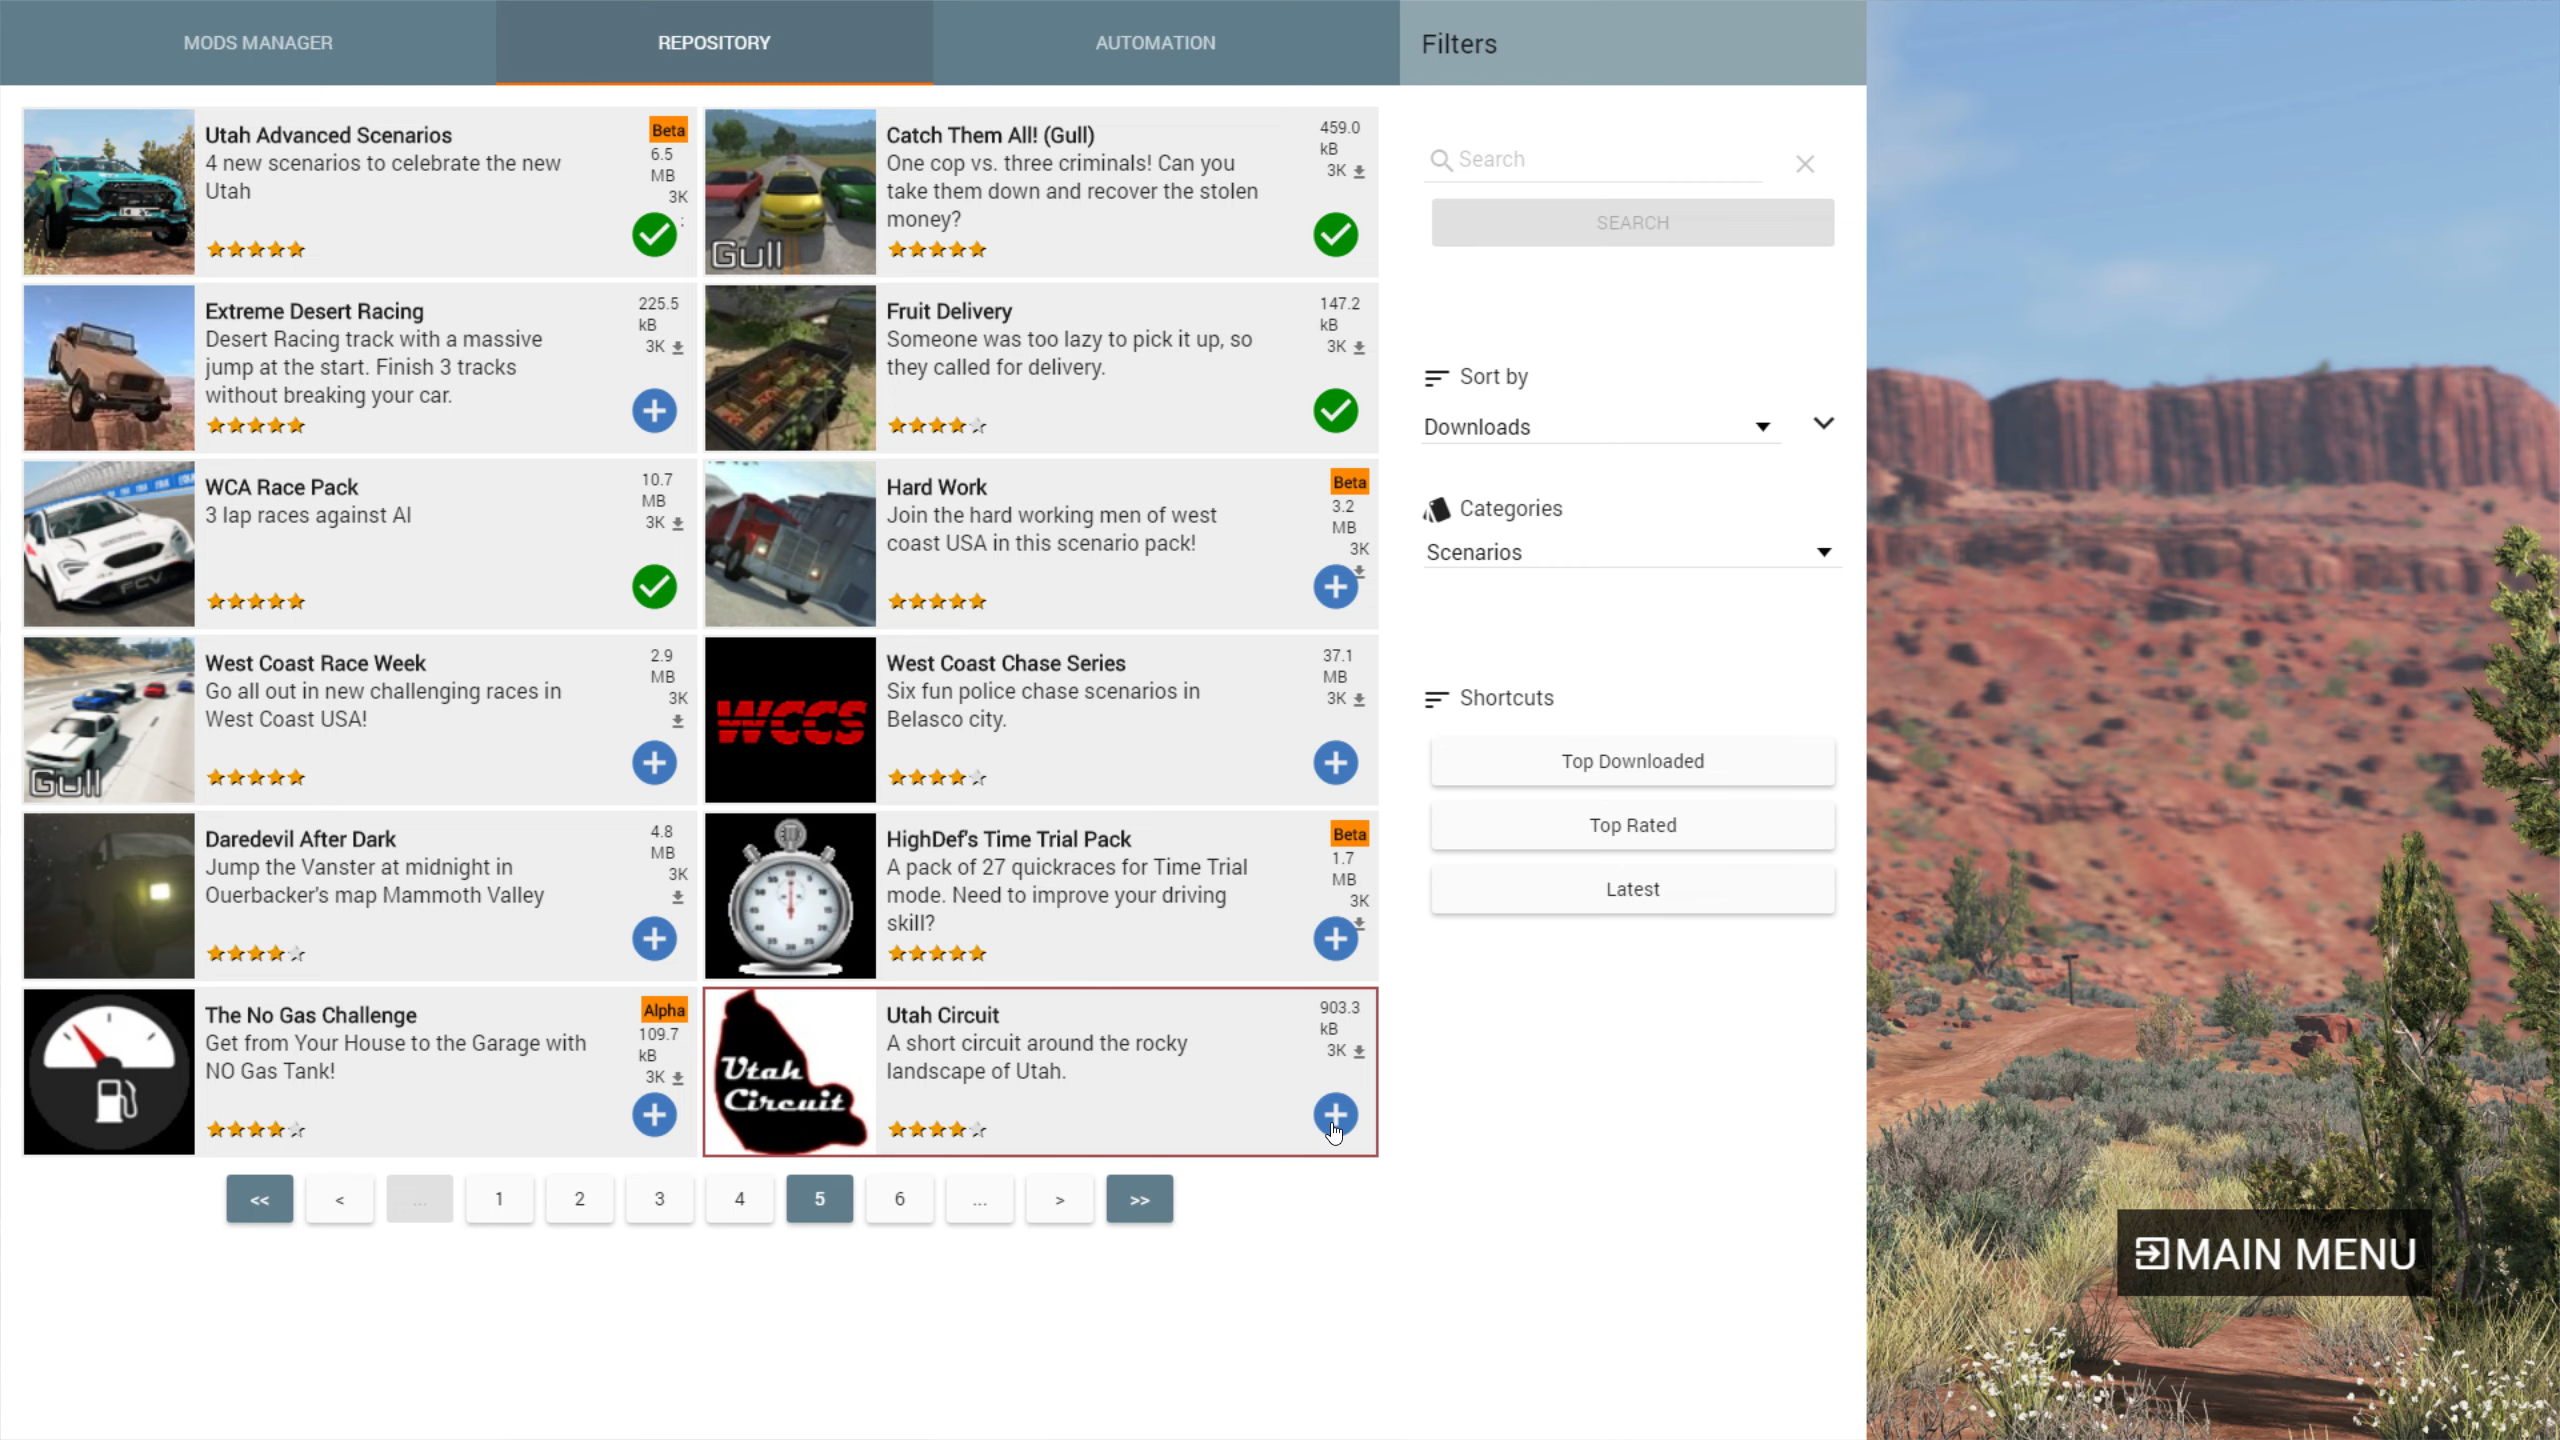 MODS MANAGER
REPOSITORY
AUTOMATION
Filters
Utah Advanced Scenarios
4 new scenarios to celebrate the new
Utah
Beta
6.5
MB
3K
Catch Them All! (Gull)
One cop vs. three criminals! Can you
take them down and recover the stolen
money?
459.0
kB
3K
Gull
Extreme Desert Racing
Desert Racing track with a massive
jump at the start. Finish 3 tracks
without breaking your car.
225.5
kB
3K
Fruit Delivery
Someone was too lazy to pick it up, so
they called for delivery.
147.2
kB
3K
WCA Race Pack
3 lap races against AI
10.7
MB
3K
FCV
Hard Work
Join the hard working men of west
coast USA in this scenario pack!
Beta
3.2
MB
3K
West Coast Race Week
Go all out in new challenging races in
West Coast USA!
2.9
MB
3K
Gull
West Coast Chase Series
Six fun police chase scenarios in
Belasco city.
37.1
MB
3K
WCCS
Daredevil After Dark
Jump the Vanster at midnight in
Ouerbacker's map Mammoth Valley
4.8
MB
3K
HighDef's Time Trial Pack
A pack of 27 quickraces for Time Trial
mode. Need to improve your driving
skill?
Beta
1.7
MB
3K
The No Gas Challenge
Get from Your House to the Garage with
NO Gas Tank!
Alpha
109.7
kB
3K
Utah Circuit
A short circuit around the rocky
landscape of Utah.
903.3
kB
3K
Utah
Circuit
<< < ... 1 2 3 4 5 6 ... > >>
Search
SEARCH
Sort by
Downloads
Categories
Scenarios
Shortcuts
Top Downloaded
Top Rated
Latest
MAIN MENU